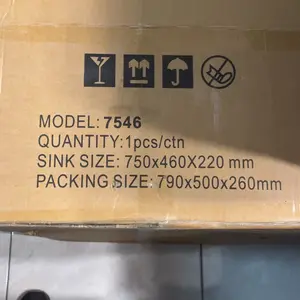 MODEL: 7546
QUANTITY: 1pcs/ctn
SINK SIZE: 750x460X220 mm
PACKING SIZE: 790x500x260mm